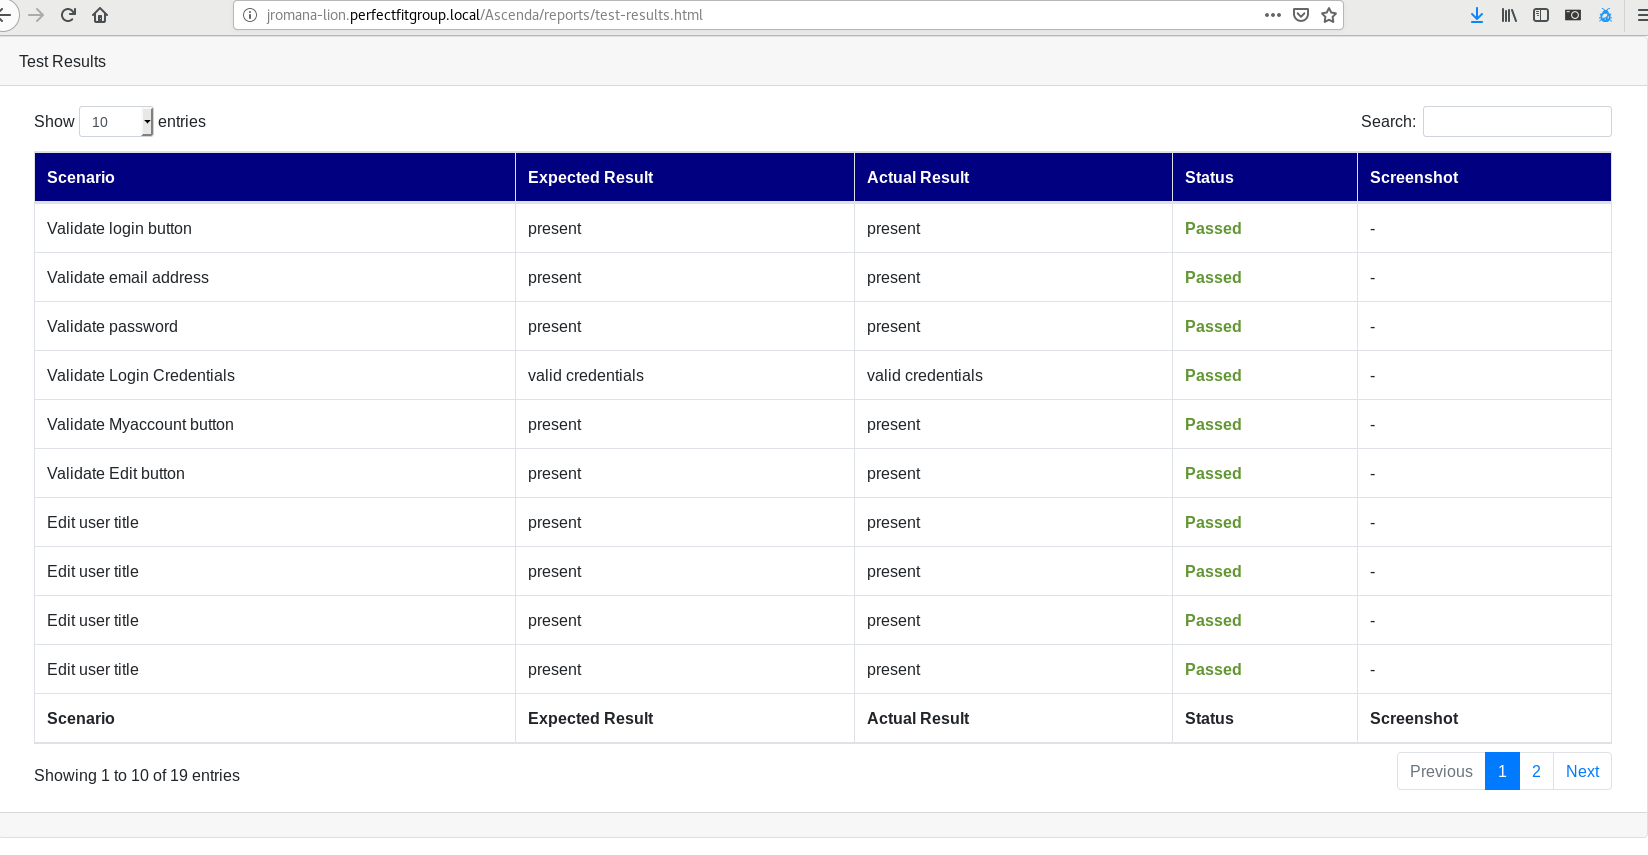 jromana-lion.perfectfitgroup.local/Ascenda/reports/test-results.html
Test Results
Show 10 entries Search:
Scenario Expected Result Actual Result Status Screenshot
Validate login button present present Passed -
Validate email address present present Passed -
Validate password present present Passed -
Validate Login Credentials valid credentials valid credentials Passed -
Validate Myaccount button present present Passed -
Validate Edit button present present Passed -
Edit user title present present Passed -
Edit user title present present Passed -
Edit user title present present Passed -
Edit user title present present Passed -
Scenario Expected Result Actual Result Status Screenshot
Showing 1 to 10 of 19 entries Previous 1 2 Next